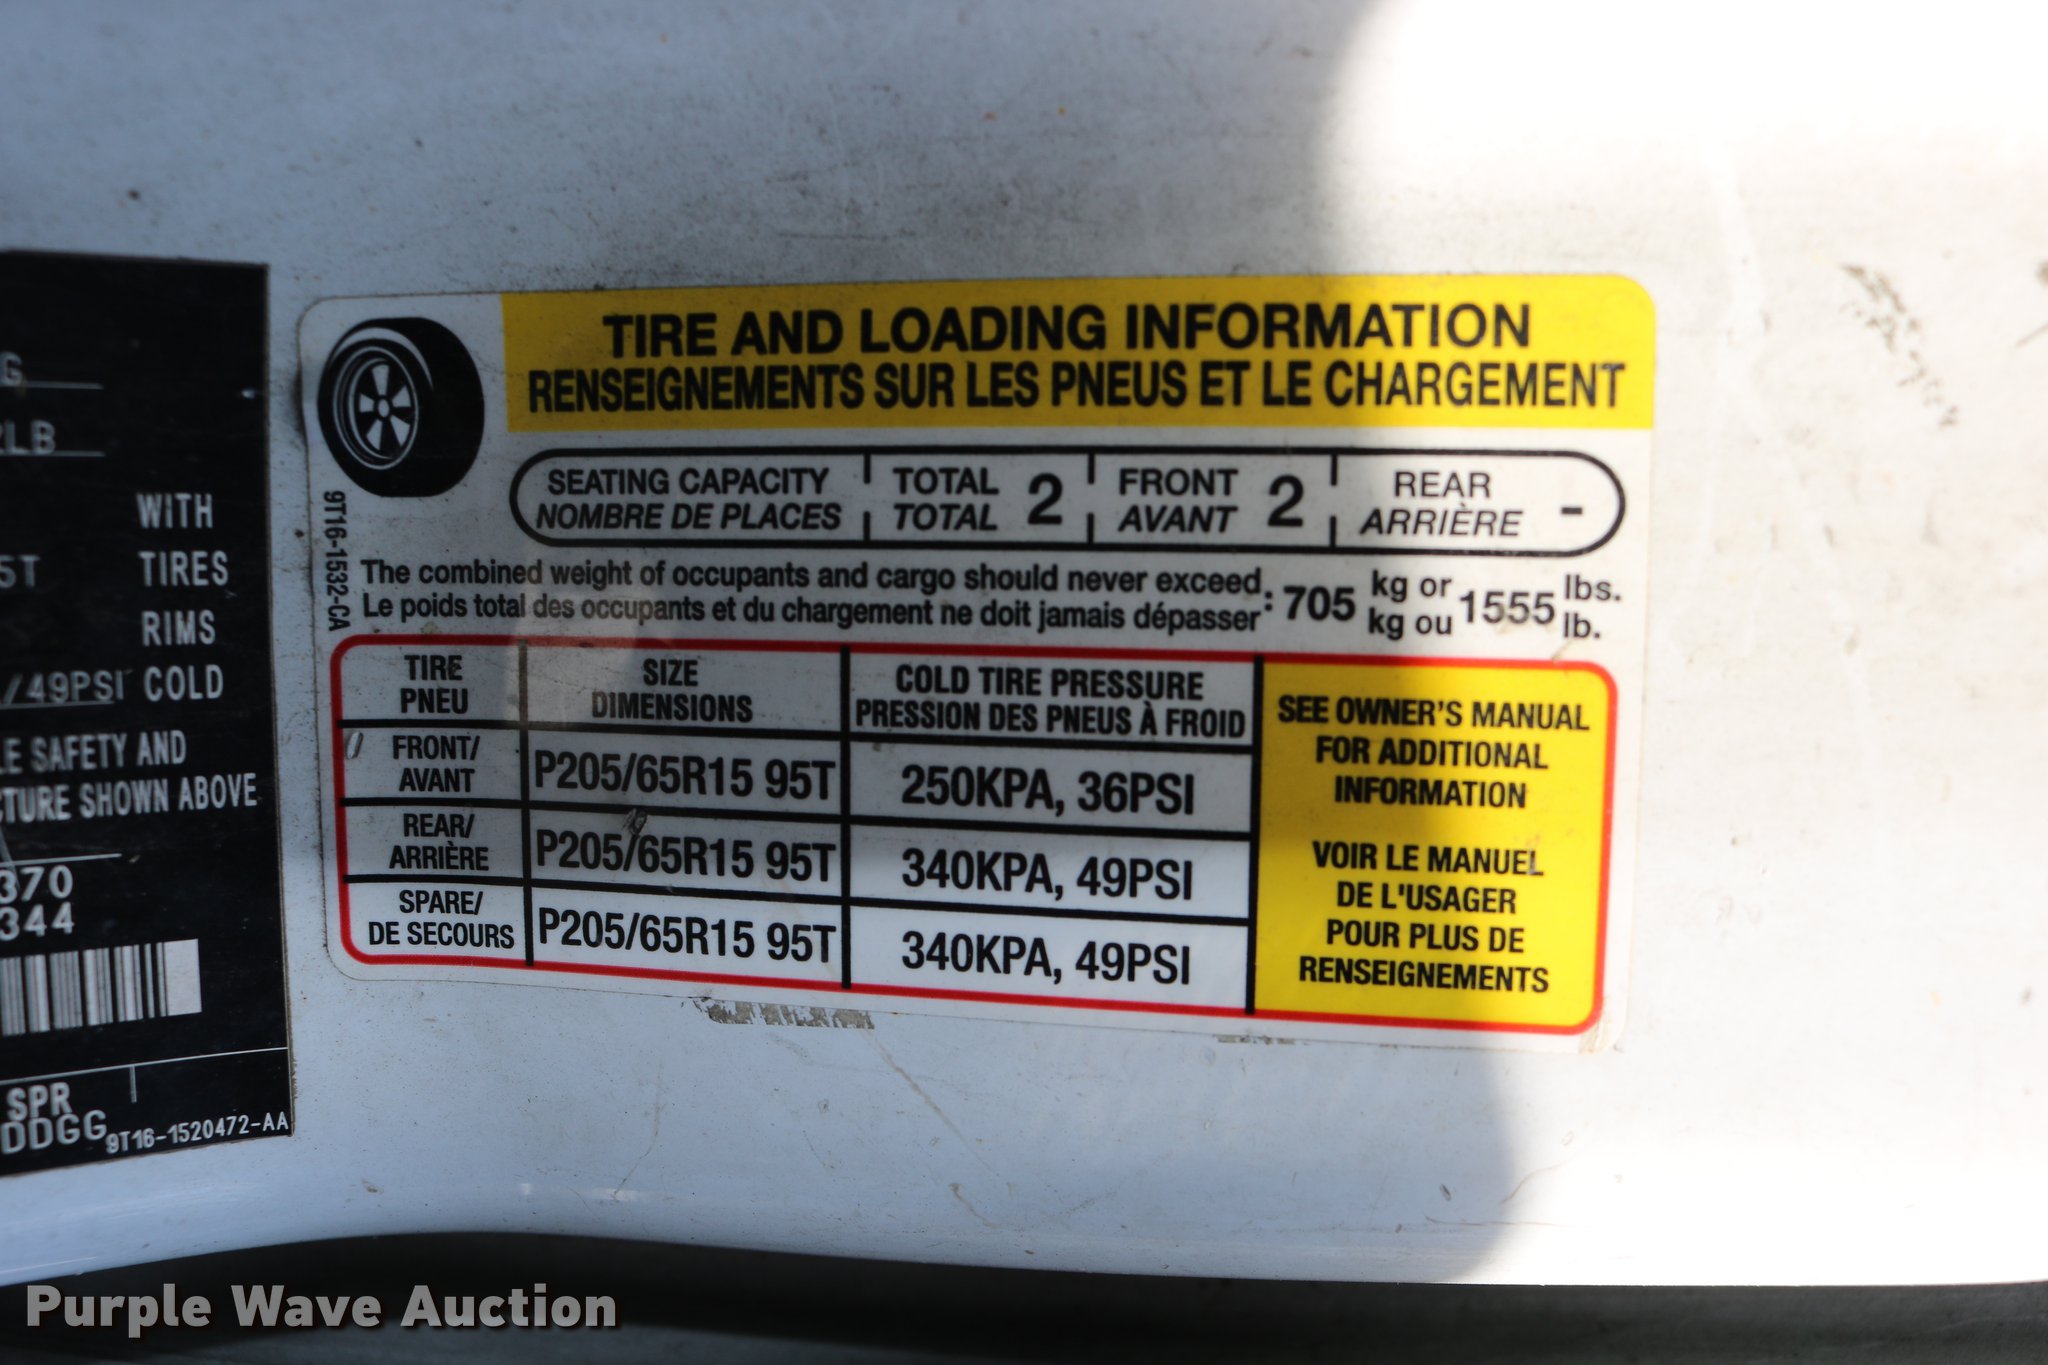 G
LB
WITH
5T TIRES
RIMS
/49PSI COLD
LE SAFETY AND
CTURE SHOWN ABOVE
370
344
SPR
DDGG
9T16-1520472-AA
TIRE AND LOADING INFORMATION
RENSEIGNEMENTS SUR LES PNEUS ET LE CHARGEMENT
SEATING CAPACITY TOTAL 2 FRONT 2 REAR -
NOMBRE DE PLACES TOTAL AVANT ARRIÈRE
9T16-1532-CA
The combined weight of occupants and cargo should never exceed : 705 kg or 1555 lbs.
Le poids total des occupants et du chargement ne doit jamais dépasser kg ou lb.
TIRE SIZE COLD TIRE PRESSURE
PNEU DIMENSIONS PRESSION DES PNEUS À FROID
FRONT/
AVANT P205/65R15 95T 250KPA, 36PSI
REAR/
ARRIÈRE P205/65R15 95T 340KPA, 49PSI
SPARE/
DE SECOURS P205/65R15 95T 340KPA, 49PSI
SEE OWNER'S MANUAL
FOR ADDITIONAL
INFORMATION
VOIR LE MANUEL
DE L'USAGER
POUR PLUS DE
RENSEIGNEMENTS
Purple Wave Auction